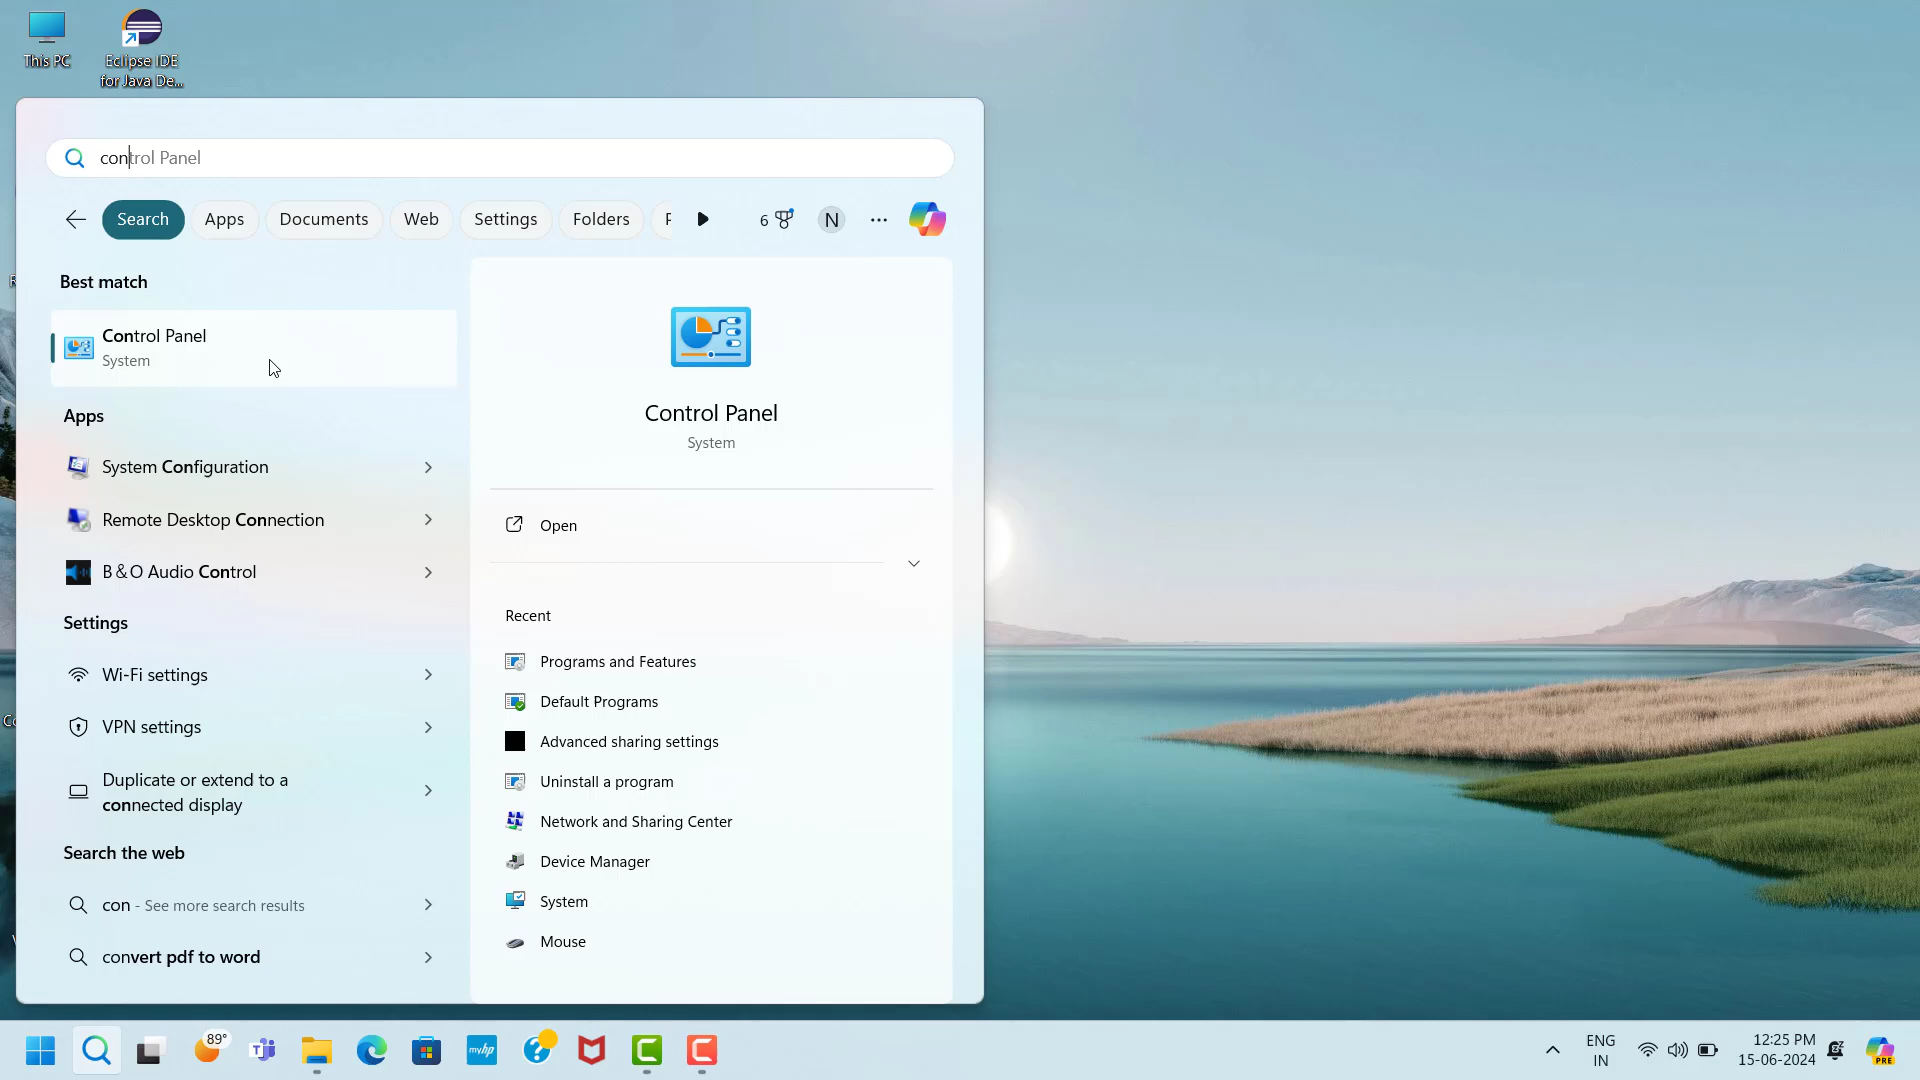 This PC
Eclipse IDE
for Java De...
control Panel
Search
Apps
Documents
Web
Settings
Folders
6
N
Best match
Control Panel
System
Apps
System Configuration
Remote Desktop Connection
B&O Audio Control
Settings
Wi-Fi settings
VPN settings
Duplicate or extend to a
connected display
Search the web
con - See more search results
convert pdf to word
Control Panel
System
Open
Recent
Programs and Features
Default Programs
Advanced sharing settings
Uninstall a program
Network and Sharing Center
Device Manager
System
Mouse
89°
myhp
ENG
IN
12:25 PM
15-06-2024
PRE